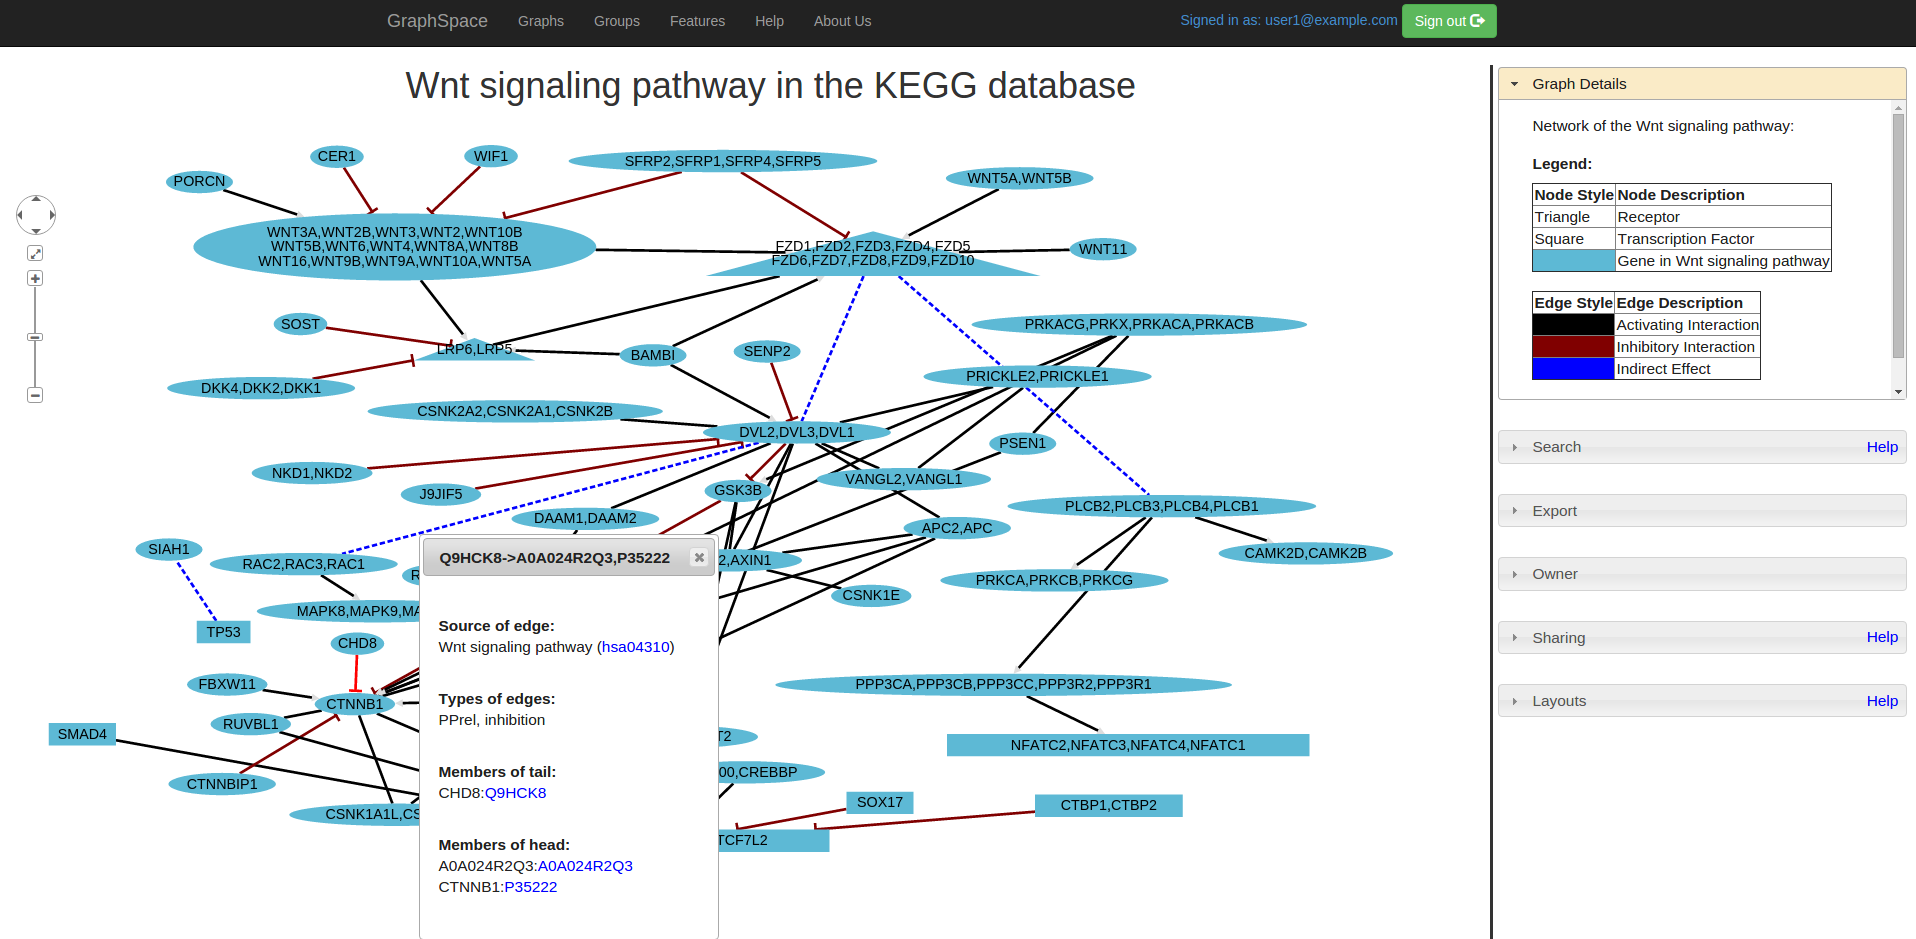 GraphSpace Graphs Groups Features Help About Us Signed in as: user1@example.com Sign out
Wnt signaling pathway in the KEGG database
CER1
WIF1
SFRP2,SFRP1,SFRP4,SFRP5
PORCN
WNT5A,WNT5B
WNT3A,WNT2B,WNT3,WNT2,WNT10B
WNT5B,WNT6,WNT4,WNT8A,WNT8B
WNT16,WNT9B,WNT9A,WNT10A,WNT5A
FZD1,FZD2,FZD3,FZD4,FZD5
FZD6,FZD7,FZD8,FZD9,FZD10
WNT11
SOST
PRKACG,PRKX,PRKACA,PRKACB
LRP6,LRP5
BAMBI
SENP2
DKK4,DKK2,DKK1
PRICKLE2,PRICKLE1
CSNK2A2,CSNK2A1,CSNK2B
DVL2,DVL3,DVL1
PSEN1
NKD1,NKD2
VANGL2,VANGL1
J9JIF5
GSK3B
PLCB2,PLCB3,PLCB4,PLCB1
DAAM1,DAAM2
APC2,APC
SIAH1
CAMK2D,CAMK2B
RAC2,RAC3,RAC1
R
2,AXIN1
PRKCA,PRKCB,PRKCG
CSNK1E
MAPK8,MAPK9,MA
TP53
CHD8
FBXW11
PPP3CA,PPP3CB,PPP3CC,PPP3R2,PPP3R1
CTNNB1
RUVBL1
SMAD4
T2
NFATC2,NFATC3,NFATC4,NFATC1
00,CREBBP
CTNNBIP1
SOX17
CTBP1,CTBP2
CSNK1A1L,CS
TCF7L2
Q9HCK8->A0A024R2Q3,P35222
Source of edge:
Wnt signaling pathway (hsa04310)
Types of edges:
PPrel, inhibition
Members of tail:
CHD8:Q9HCK8
Members of head:
A0A024R2Q3:A0A024R2Q3
CTNNB1:P35222
Graph Details
Network of the Wnt signaling pathway:
Legend:
Node Style Node Description
Triangle Receptor
Square Transcription Factor
Gene in Wnt signaling pathway
Edge Style Edge Description
Activating Interaction
Inhibitory Interaction
Indirect Effect
Search Help
Export
Owner
Sharing Help
Layouts Help